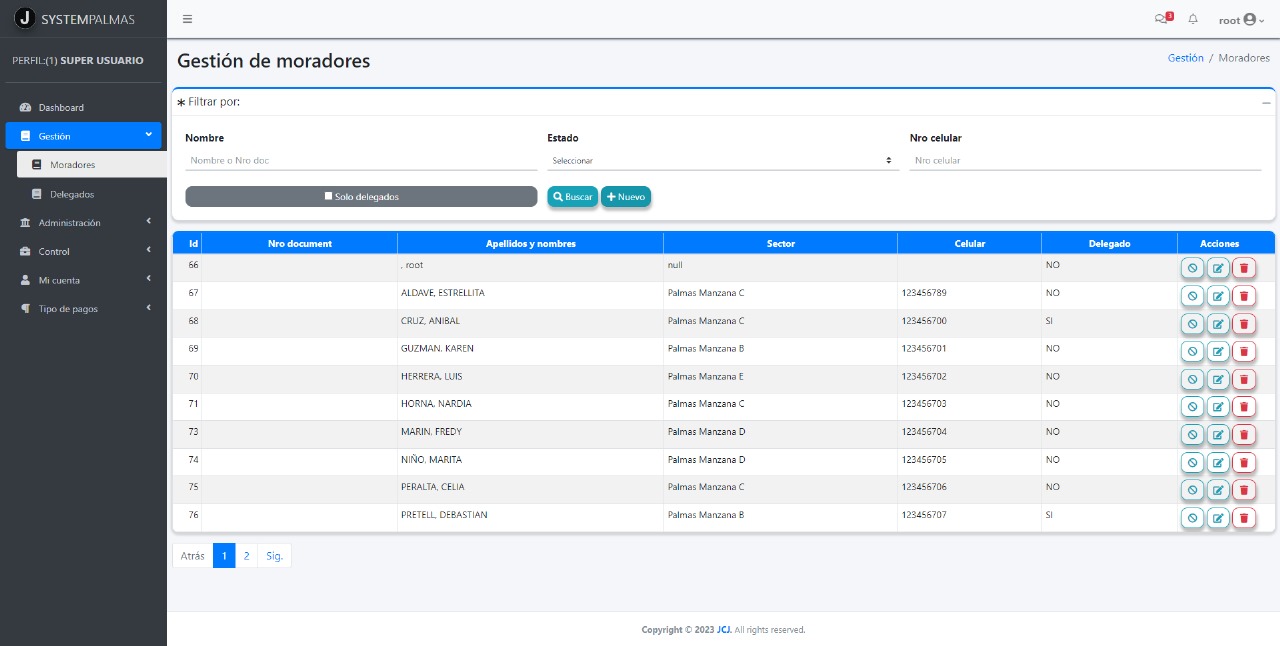 J SYSTEMPALMAS
3
root
PERFIL:(1) SUPER USUARIO
Dashboard
Gestión
Moradores
Delegados
Administración
Control
Mi cuenta
Tipo de pagos
Gestión de moradores
Gestión / Moradores
Filtrar por:
Nombre Estado Nro celular
Nombre o Nro doc Seleccionar Nro celular
Solo delegados Buscar Nuevo
Id Nro document Apellidos y nombres Sector Celular Delegado Acciones
66 , root null NO
67 ALDAVE, ESTRELLITA Palmas Manzana C 123456789 NO
68 CRUZ, ANIBAL Palmas Manzana C 123456700 SI
69 GUZMAN, KAREN Palmas Manzana B 123456701 NO
70 HERRERA, LUIS Palmas Manzana E 123456702 NO
71 HORNA, NARDIA Palmas Manzana C 123456703 NO
73 MARIN, FREDY Palmas Manzana D 123456704 NO
74 NIÑO, MARITA Palmas Manzana D 123456705 NO
75 PERALTA, CELIA Palmas Manzana C 123456706 NO
76 PRETELL, DEBASTIAN Palmas Manzana B 123456707 SI
Atrás 1 2 Sig.
Copyright © 2023 JCJ. All rights reserved.